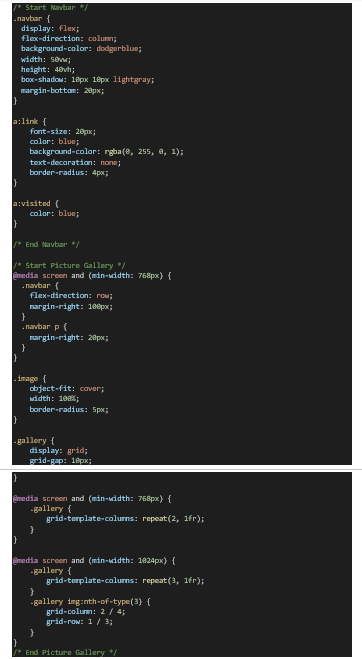 /* Start Navbar */
.navbar {
  display: flex;
  flex-direction: column;
  background-color: dodgerblue;
  width: 50vw;
  height: 40vh;
  box-shadow: 10px 10px lightgray;
  margin-bottom: 20px;
}

a:link {
    font-size: 20px;
    color: blue;
    background-color: rgba(0, 255, 0, 1);
    text-decoration: none;
    border-radius: 4px;
}

a:visited {
    color: blue;
}

/* End Navbar */

/* Start Picture Gallery */
@media screen and (min-width: 768px) {
  .navbar {
    flex-direction: row;
    margin-right: 100px;
  }
  .navbar p {
    margin-right: 20px;
  }
}

.image {
    object-fit: cover;
    width: 100%;
    border-radius: 5px;
}

.gallery {
    display: grid;
    grid-gap: 10px;
}

@media screen and (min-width: 768px) {
    .gallery {
        grid-template-columns: repeat(2, 1fr);
    }
}

@media screen and (min-width: 1024px) {
    .gallery {
        grid-template-columns: repeat(3, 1fr);
    }
    .gallery img:nth-of-type(3) {
        grid-column: 2 / 4;
        grid-row: 1 / 3;
    }
}
/* End Picture Gallery */